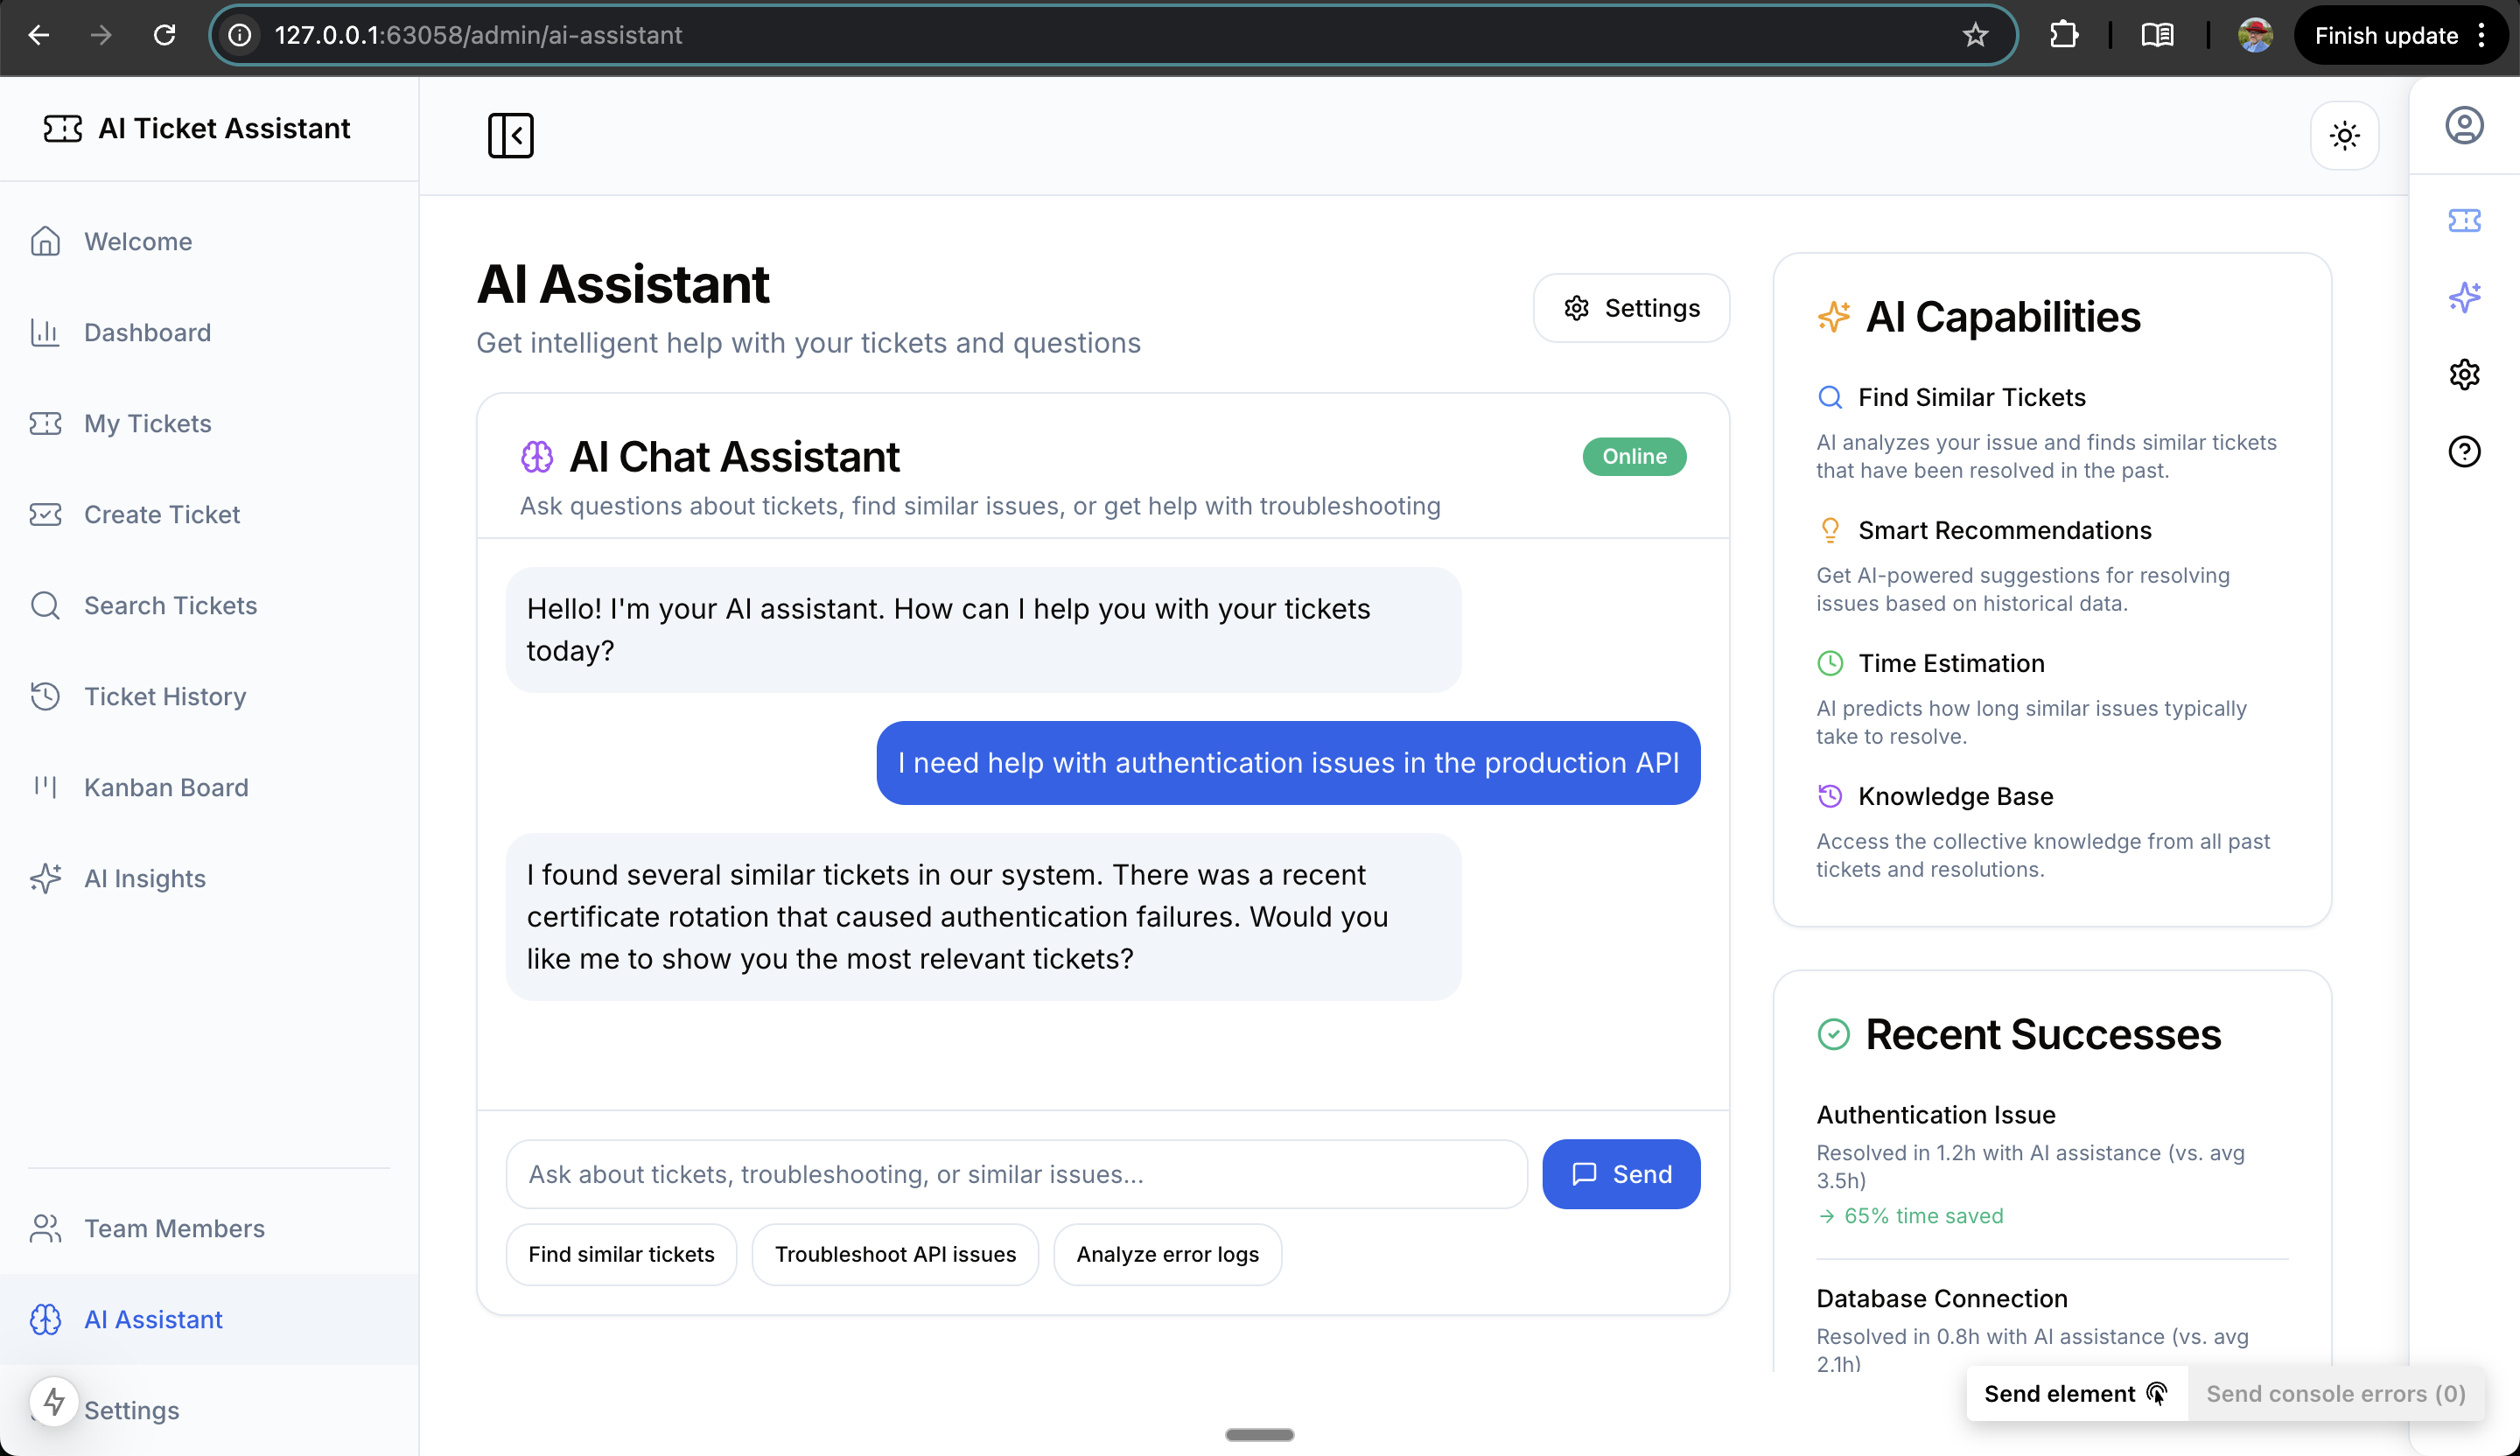 127.0.0.1:63058/admin/ai-assistant
Finish update
AI Ticket Assistant
Welcome
Dashboard
My Tickets
Create Ticket
Search Tickets
Ticket History
Kanban Board
AI Insights
Team Members
AI Assistant
Settings
AI Assistant
Get intelligent help with your tickets and questions
Settings
AI Chat Assistant
Online
Ask questions about tickets, find similar issues, or get help with troubleshooting
Hello! I'm your AI assistant. How can I help you with your tickets
today?
I need help with authentication issues in the production API
I found several similar tickets in our system. There was a recent
certificate rotation that caused authentication failures. Would you
like me to show you the most relevant tickets?
Ask about tickets, troubleshooting, or similar issues...
Send
Find similar tickets
Troubleshoot API issues
Analyze error logs
AI Capabilities
Find Similar Tickets
AI analyzes your issue and finds similar tickets
that have been resolved in the past.
Smart Recommendations
Get AI-powered suggestions for resolving
issues based on historical data.
Time Estimation
AI predicts how long similar issues typically
take to resolve.
Knowledge Base
Access the collective knowledge from all past
tickets and resolutions.
Recent Successes
Authentication Issue
Resolved in 1.2h with AI assistance (vs. avg
3.5h)
→ 65% time saved
Database Connection
Resolved in 0.8h with AI assistance (vs. avg
2.1h)
Send element
Send console errors (0)